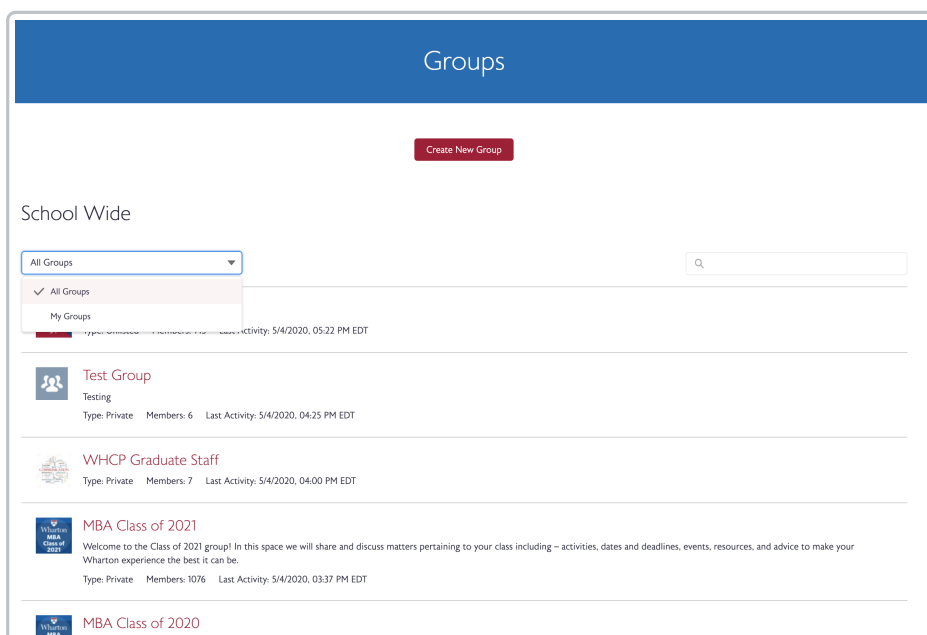 Groups
Create New Group
School Wide
All Groups
All Groups
My Groups
Type: Unlisted Members: 115 Last Activity: 5/4/2020, 05:22 PM EDT
Test Group
Testing
Type: Private Members: 6 Last Activity: 5/4/2020, 04:25 PM EDT
WHCP Graduate Staff
Type: Private Members: 7 Last Activity: 5/4/2020, 04:00 PM EDT
Wharton
MBA
Class of
2021
MBA Class of 2021
Welcome to the Class of 2021 group! In this space we will share and discuss matters pertaining to your class including – activities, dates and deadlines, events, resources, and advice to make your
Wharton experience the best it can be.
Type: Private Members: 1076 Last Activity: 5/4/2020, 03:37 PM EDT
Wharton
MBA
MBA Class of 2020